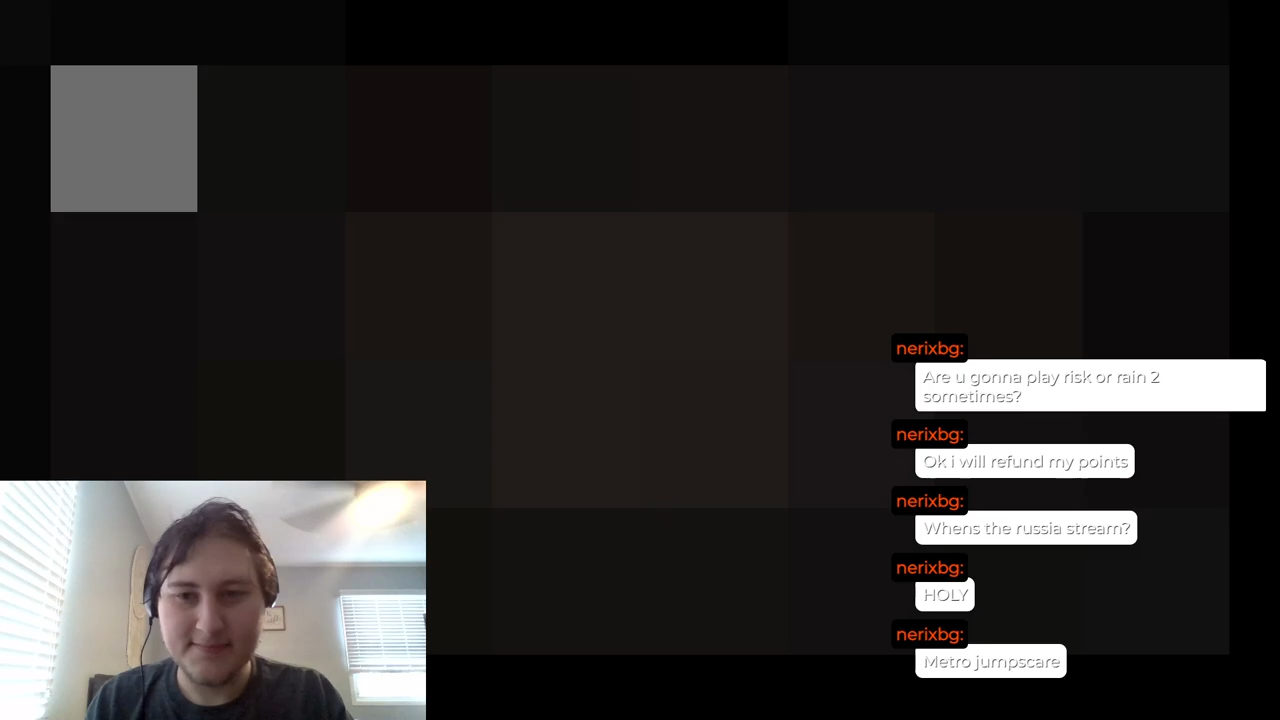 nerixbg:
Are u gonna play risk or rain 2
sometimes?
nerixbg:
Ok i will refund my points
nerixbg:
Whens the russia stream?
nerixbg:
HOLY
nerixbg:
Metro jumpscare